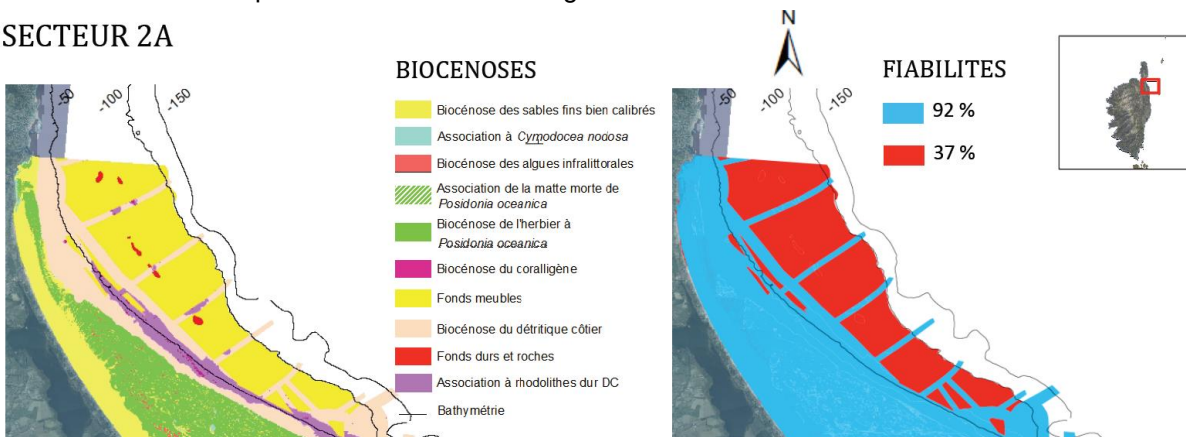 SECTEUR 2A
-50
-100
-150
BIOCENOSES
Biocénose des sables fins bien calibrés
Association à Cymodocea nodosa
Biocénose des algues infralittorales
Association de la matte morte de
Posidonia oceanica
Biocénose de l'herbier à
Posidonia oceanica
Biocénose du coralligène
Fonds meubles
Biocénose du détritique côtier
Fonds durs et roches
Association à rhodolithes dur DC
Bathymétrie
N
-50
-100
-150
FIABILITES
92 %
37 %